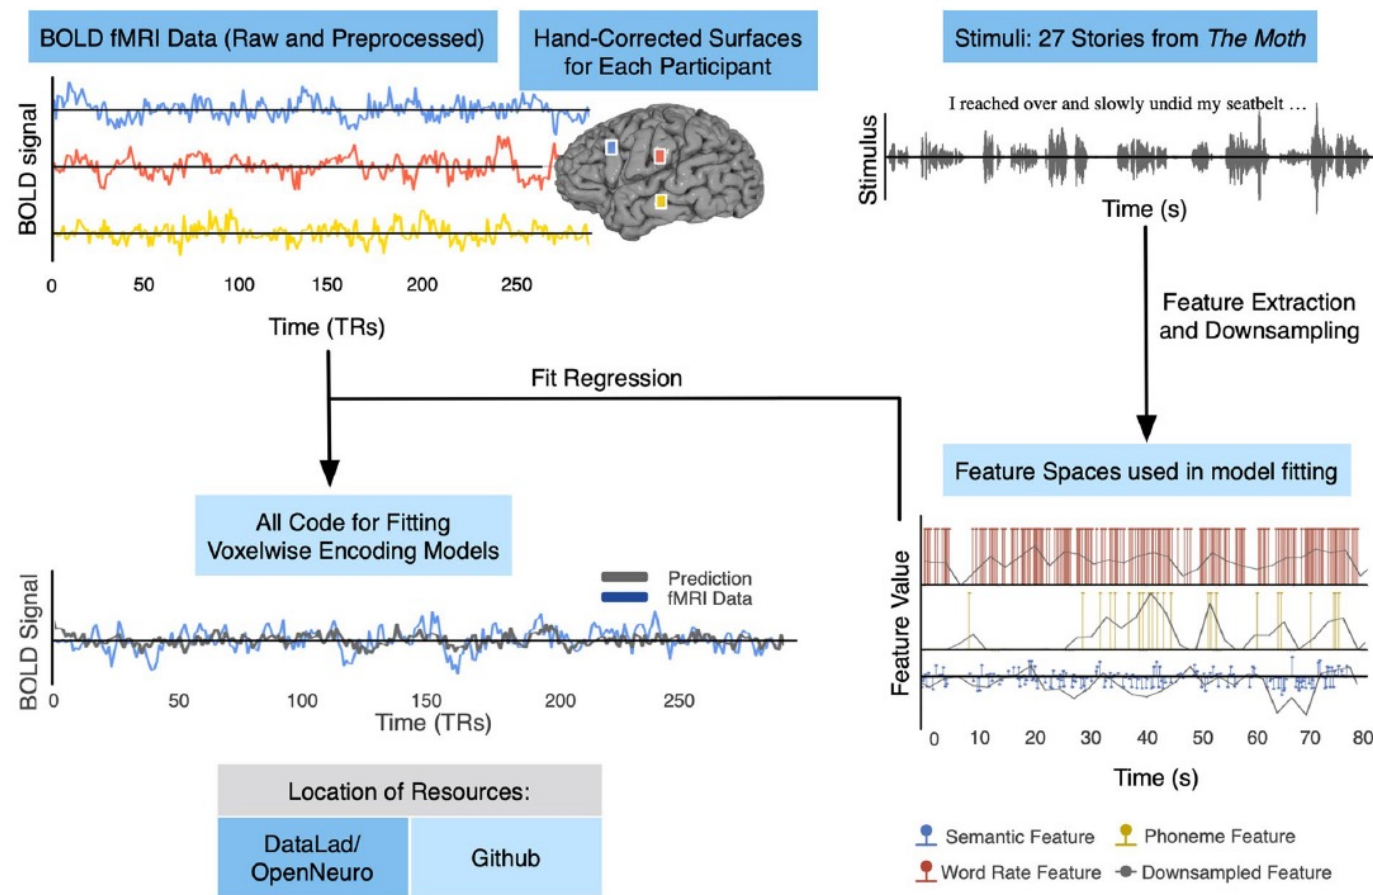 BOLD fMRI Data (Raw and Preprocessed)
Hand-Corrected Surfaces
for Each Participant
Stimuli: 27 Stories from The Moth
BOLD signal
0 50 100 150 200 250
Time (TRs)
I reached over and slowly undid my seatbelt ...
Stimulus
Time (s)
Feature Extraction
and Downsampling
Fit Regression
Feature Spaces used in model fitting
All Code for Fitting
Voxelwise Encoding Models
Prediction
fMRI Data
BOLD Signal
0 50 100 150 200 250
Time (TRs)
Feature Value
0 10 20 30 40 50 60 70 80
Time (s)
Location of Resources:
DataLad/
OpenNeuro
Github
Semantic Feature
Phoneme Feature
Word Rate Feature
Downsampled Feature